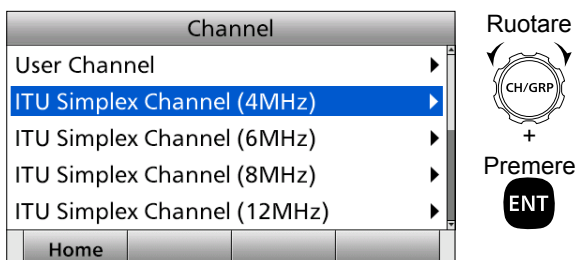 Channel
User Channel
ITU Simplex Channel (4MHz)
ITU Simplex Channel (6MHz)
ITU Simplex Channel (8MHz)
ITU Simplex Channel (12MHz)
Home
Ruotare
CH/GRP
+
Premere
ENT